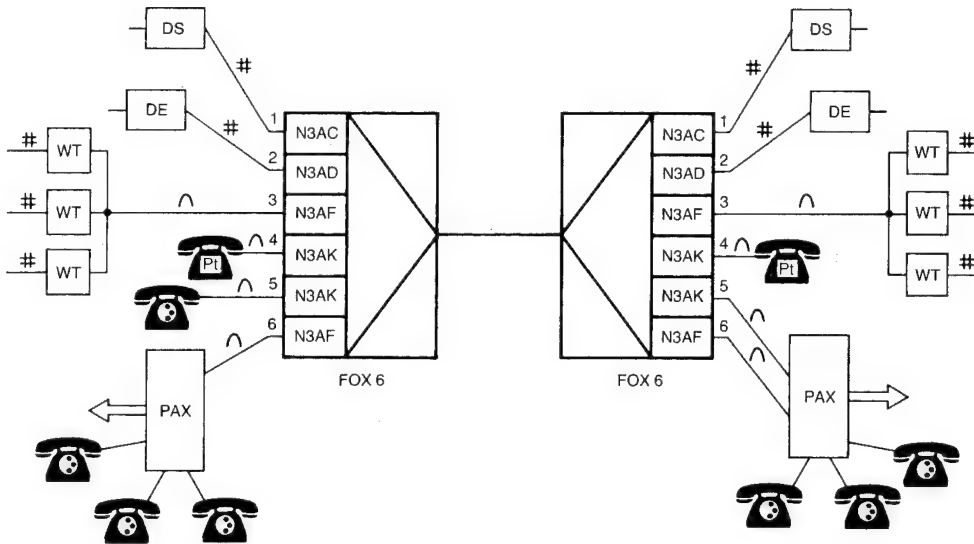 DS
#
DE
#
# WT
# WT
# WT
∩
Pt
∩
∩
∩
PAX
1 N3AC
2 N3AD
3 N3AF
4 N3AK
5 N3AK
6 N3AF
FOX 6
DS
#
DE
#
N3AC 1
N3AD 2
N3AF 3
N3AK 4
N3AK 5
N3AF 6
FOX 6
∩
∩
Pt
∩
∩
WT #
WT #
WT #
PAX